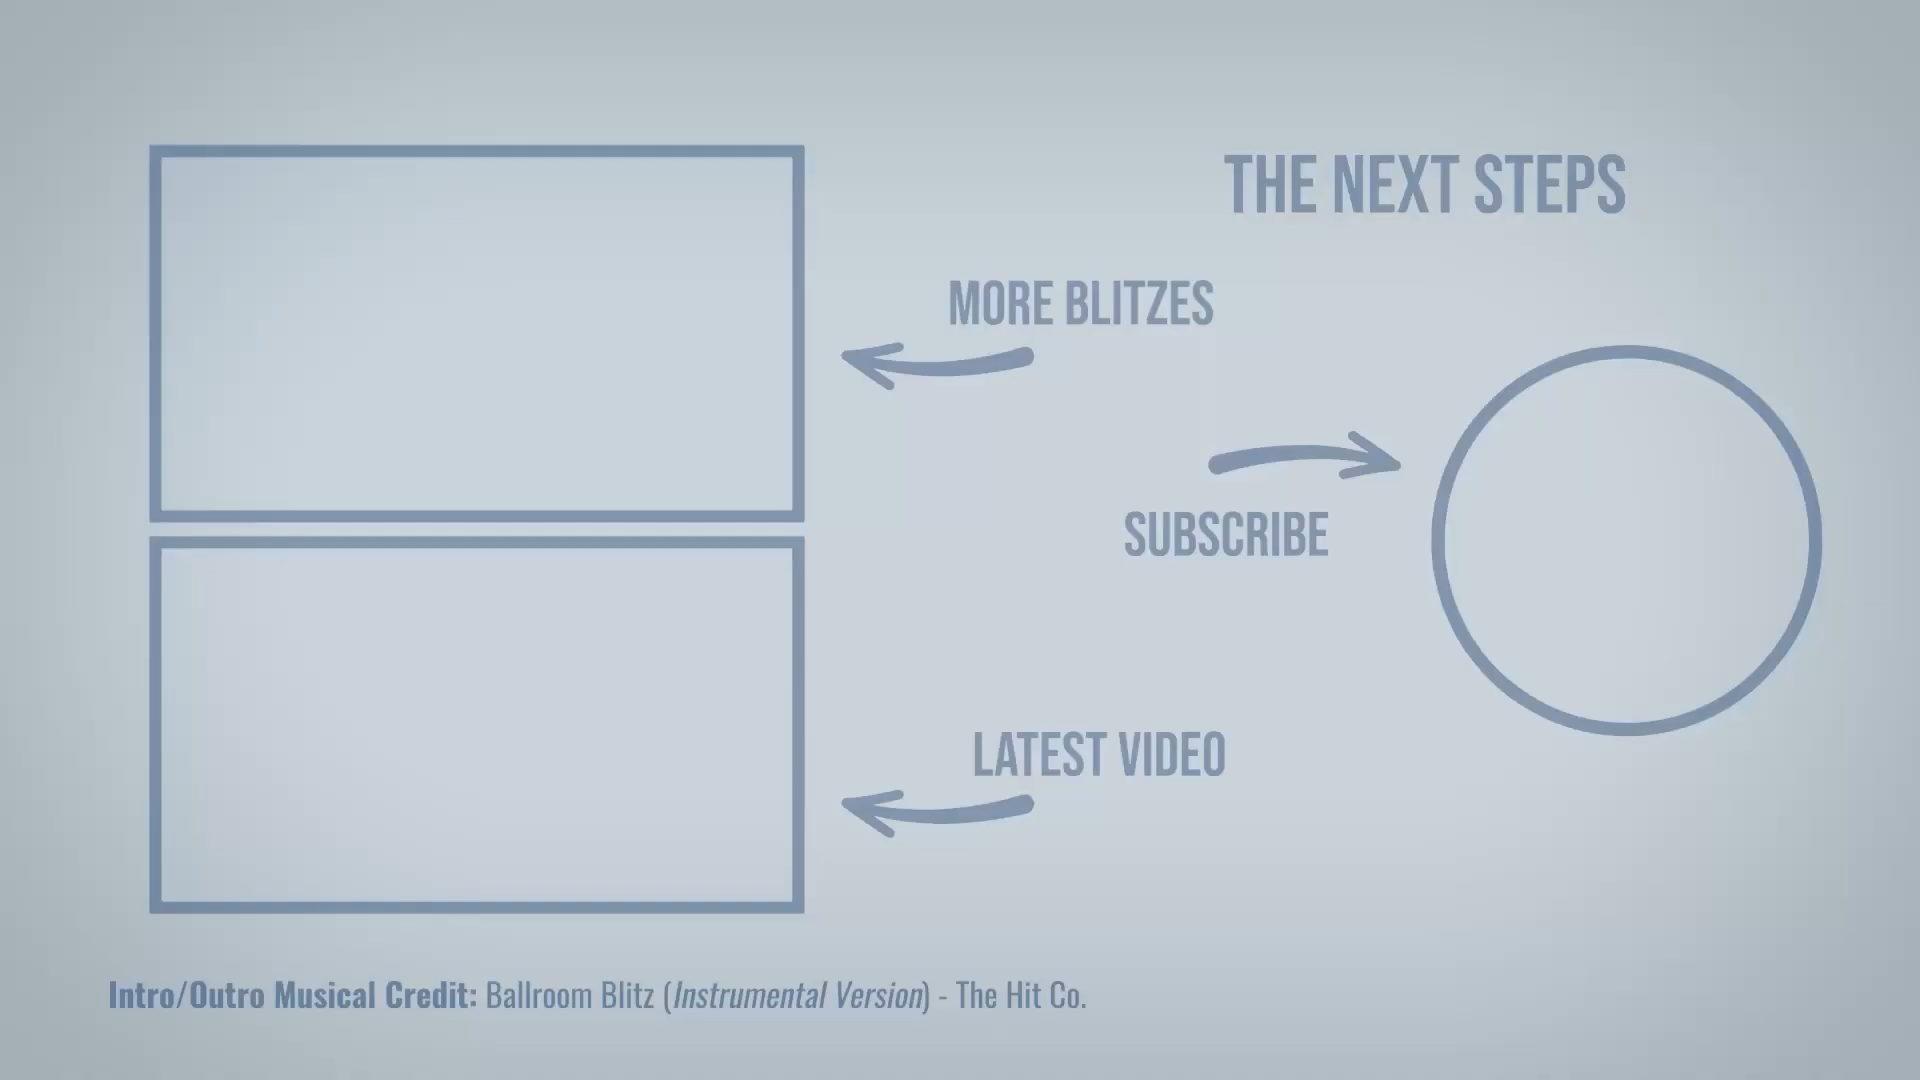 THE NEXT STEPS
MORE BLITZES
SUBSCRIBE
LATEST VIDEO
Intro/Outro Musical Credit: Ballroom Blitz (Instrumental Version) - The Hit Co.